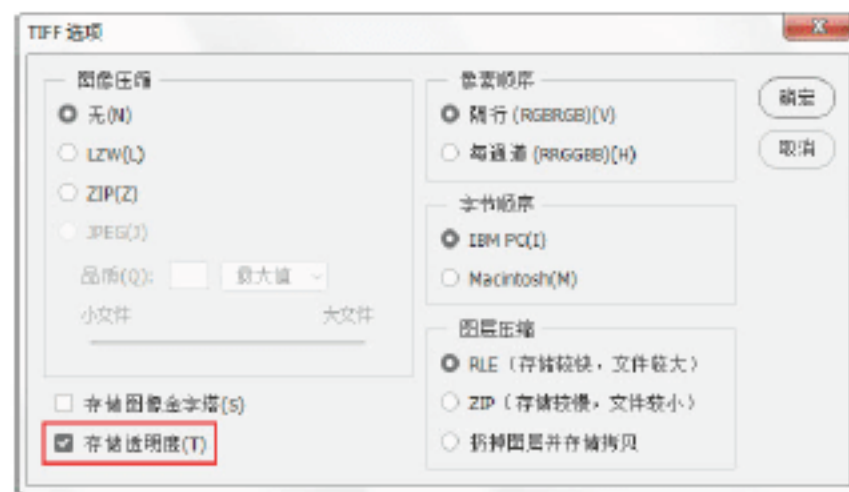 TIFF 选项
图像压缩
无(N)
LZW(L)
ZIP(Z)
JPEG(J)
品质(Q):
最大值
小文件 大文件
存储图像金字塔(S)
存储透明度(T)
像素顺序
隔行 (RGBRGB)(V)
每通道 (RRGGBB)(H)
字节顺序
IBM PC(I)
Macintosh(M)
图层压缩
RLE（存储较快，文件较大）
ZIP（存储较慢，文件较小）
扔掉图层并存储拷贝
确定
取消